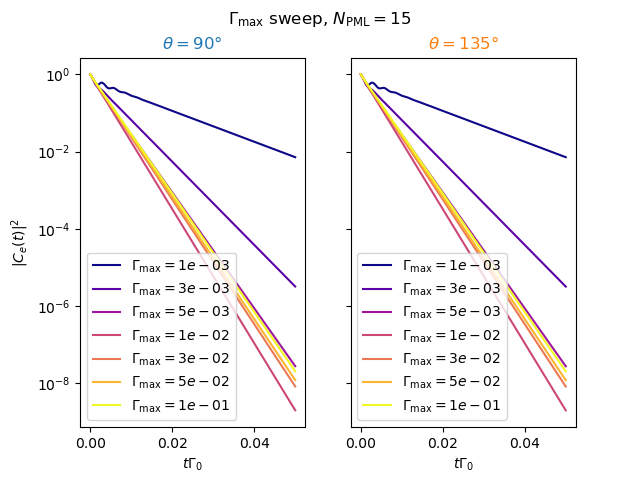 Γmax sweep, NPML = 15
θ = 90°
θ = 135°
|Ce(t)|²
10⁰
10⁻²
10⁻⁴
10⁻⁶
10⁻⁸
Γmax = 1e − 03
Γmax = 3e − 03
Γmax = 5e − 03
Γmax = 1e − 02
Γmax = 3e − 02
Γmax = 5e − 02
Γmax = 1e − 01
Γmax = 1e − 03
Γmax = 3e − 03
Γmax = 5e − 03
Γmax = 1e − 02
Γmax = 3e − 02
Γmax = 5e − 02
Γmax = 1e − 01
0.00 0.02 0.04
0.00 0.02 0.04
tΓ₀
tΓ₀